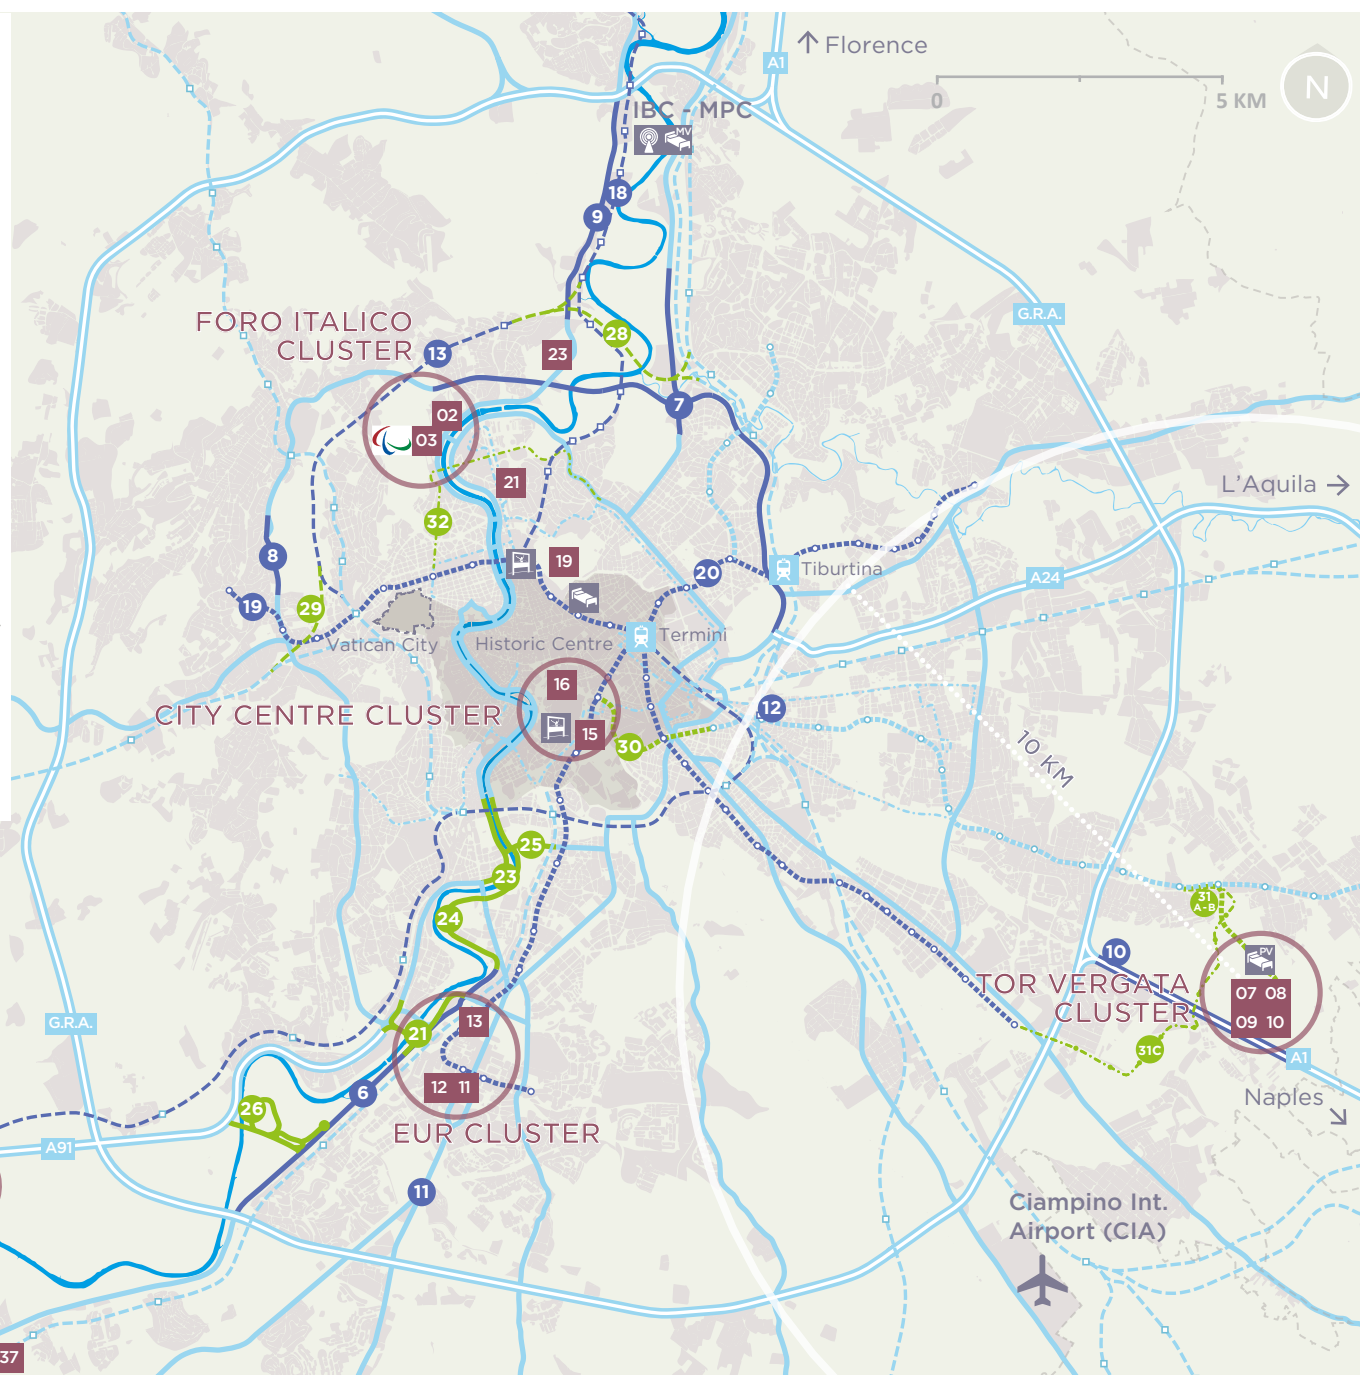 Florence
A1
N
0
5 KM
IBC - MPC
MV
18
9
G.R.A.
FORO ITALICO
CLUSTER
13
23
28
7
02
03
21
L'Aquila
32
8
19
20
Tiburtina
A24
19
29
Vatican City
Historic Centre
Termini
16
CITY CENTRE CLUSTER
15
30
12
10 KM
25
23
24
31
A-B
10
PV
TOR VERGATA
CLUSTER
07 08
09 10
G.R.A.
21
13
31C
A1
12 11
6
26
Naples
EUR CLUSTER
A91
11
Ciampino Int.
Airport (CIA)
37